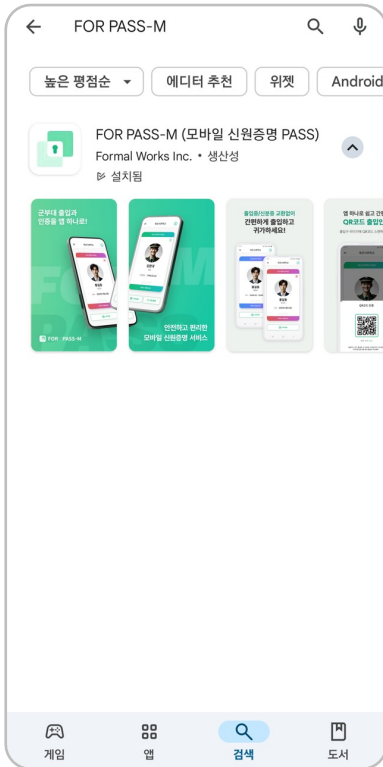 FOR PASS-M
높은 평점순
에디터 추천
위젯
Android
FOR PASS-M (모바일 신원증명 PASS)
Formal Works Inc. • 생산성
설치됨
군부대 출입과
인증을 앱 하나로!
FOR PASS-M
안전하고 편리한
모바일 신원증명 서비스
출입증/신분증 교환없이
간편하게 출입하고
귀가하세요!
앱 하나로 쉽고 간편
QR코드 출입인
게임
앱
검색
도서